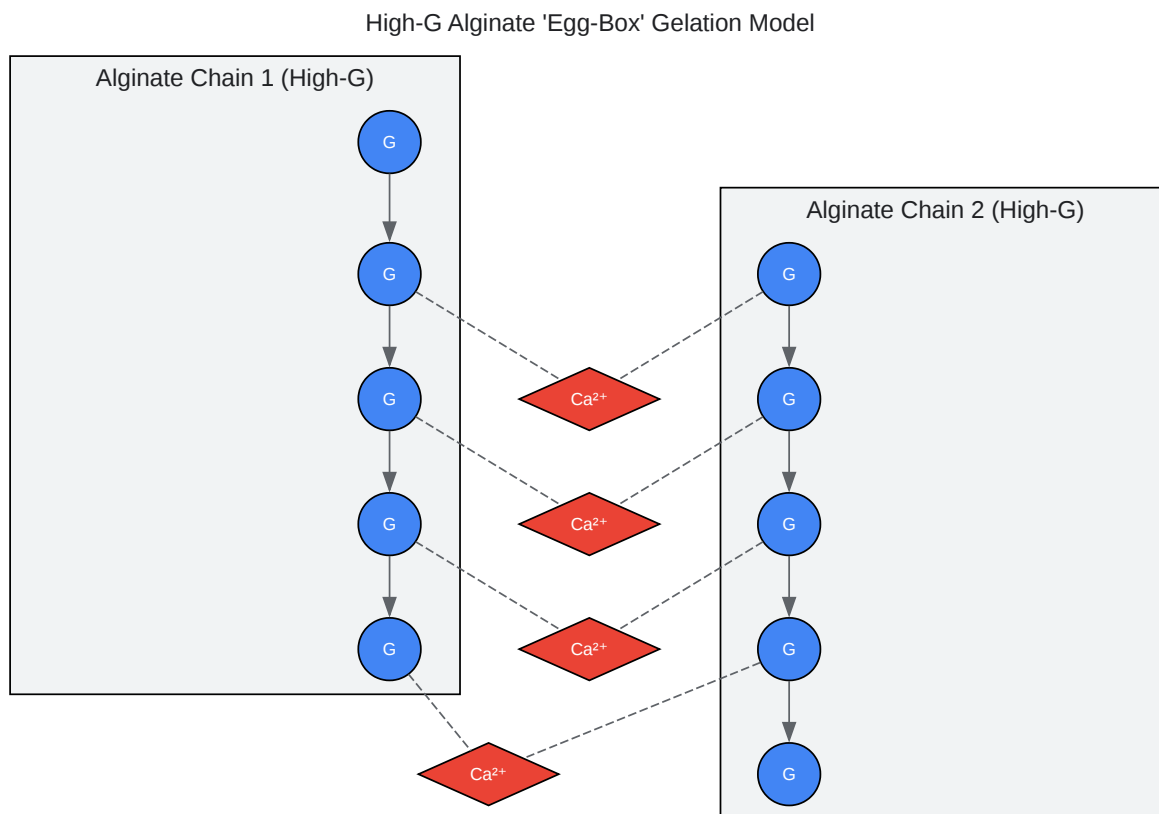 High-G Alginate 'Egg-Box' Gelation Model
Alginate Chain 1 (High-G)
G
G
G
G
G
Alginate Chain 2 (High-G)
G
G
G
G
G
Ca²⁺
Ca²⁺
Ca²⁺
Ca²⁺